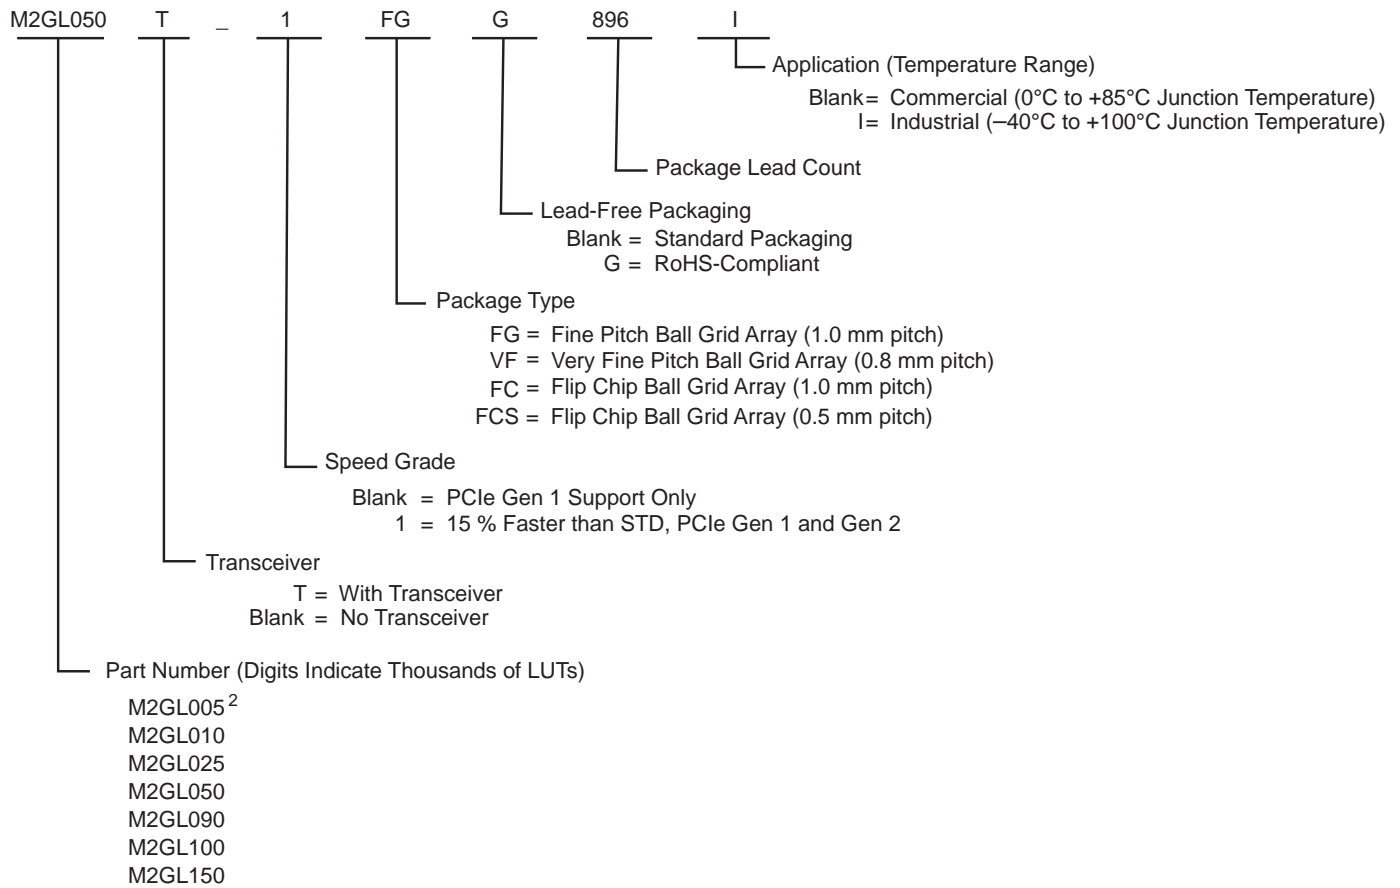 M2GL050 T _ 1 FG G 896 I
Application (Temperature Range)
Blank= Commercial (0°C to +85°C Junction Temperature)
I= Industrial (–40°C to +100°C Junction Temperature)
Package Lead Count
Lead-Free Packaging
Blank = Standard Packaging
G = RoHS-Compliant
Package Type
FG = Fine Pitch Ball Grid Array (1.0 mm pitch)
VF = Very Fine Pitch Ball Grid Array (0.8 mm pitch)
FC = Flip Chip Ball Grid Array (1.0 mm pitch)
FCS = Flip Chip Ball Grid Array (0.5 mm pitch)
Speed Grade
Blank = PCIe Gen 1 Support Only
1 = 15 % Faster than STD, PCIe Gen 1 and Gen 2
Transceiver
T = With Transceiver
Blank = No Transceiver
Part Number (Digits Indicate Thousands of LUTs)
M2GL005 2
M2GL010
M2GL025
M2GL050
M2GL090
M2GL100
M2GL150